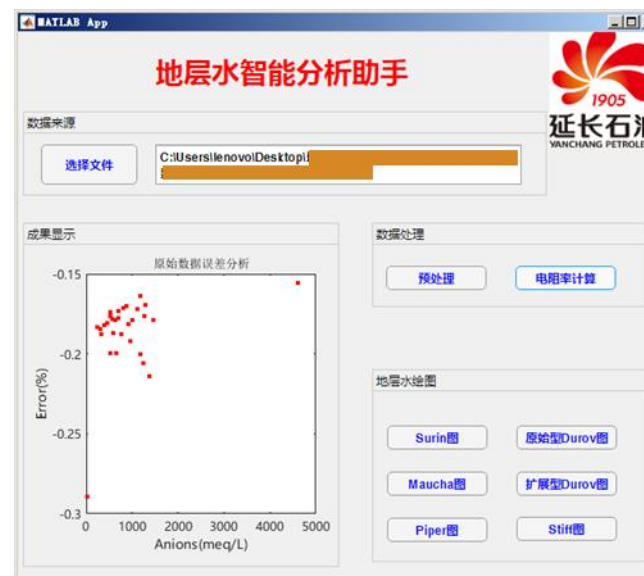 MATLAB App
地层水智能分析助手
1905
延长石油
YANCHANG PETROLE
数据来源
选择文件
C:\Users\lenovo\Desktop\
成果显示
原始数据误差分析
-0.15
-0.2
-0.25
-0.3
Error(%)
0 1000 2000 3000 4000 5000
Anions(meq/L)
数据处理
预处理 电阻率计算
地层水绘图
Surin图 原始型Durov图
Maucha图 扩展型Durov图
Piper图 Stiff图